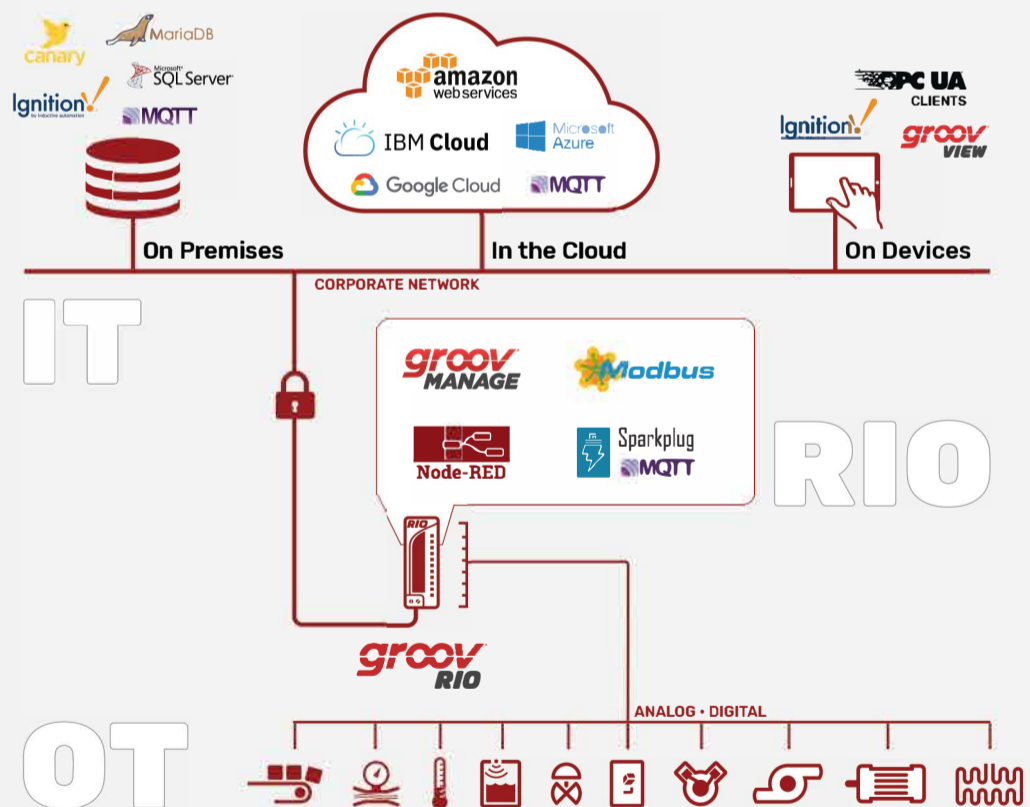 canary
MariaDB
Microsoft®
SQL Server
Ignition!
by inductive automation
MQTT
amazon
web services
IBM Cloud
Microsoft
Azure
Google Cloud
MQTT
OPC UA
CLIENTS
Ignition!
groov
VIEW
On Premises
In the Cloud
On Devices
CORPORATE NETWORK
IT
groov
MANAGE
Modbus
Node-RED
Sparkplug
MQTT
RIO
RIO
groov
RIO
ANALOG • DIGITAL
OT